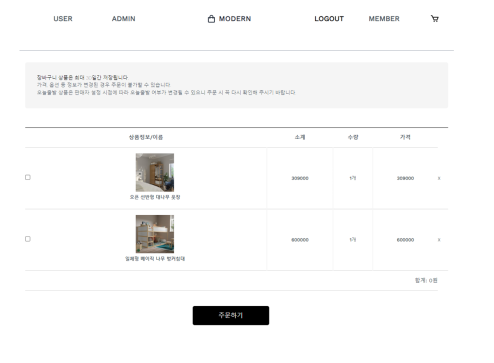 USER ADMIN MODERN LOGOUT MEMBER
장바구니 상품은 최대 일간 저장됩니다
가격, 옵션 등 정보가 변경된 경우 주문이 불가할 수 있습니다
오늘출발 상품은 판매자 설정 시점에 따라 오늘출발 여부가 변경될 수 있으니 주문 시 꼭 다시 확인해 주시기 바랍니다.
상품정보/이름 소계 수량 가격
309000 1개 309000 x
오픈 선반형 대나무 옷장
600000 1개 600000 x
일체형 베이직 나무 벙커침대
합계: 0원
주문하기